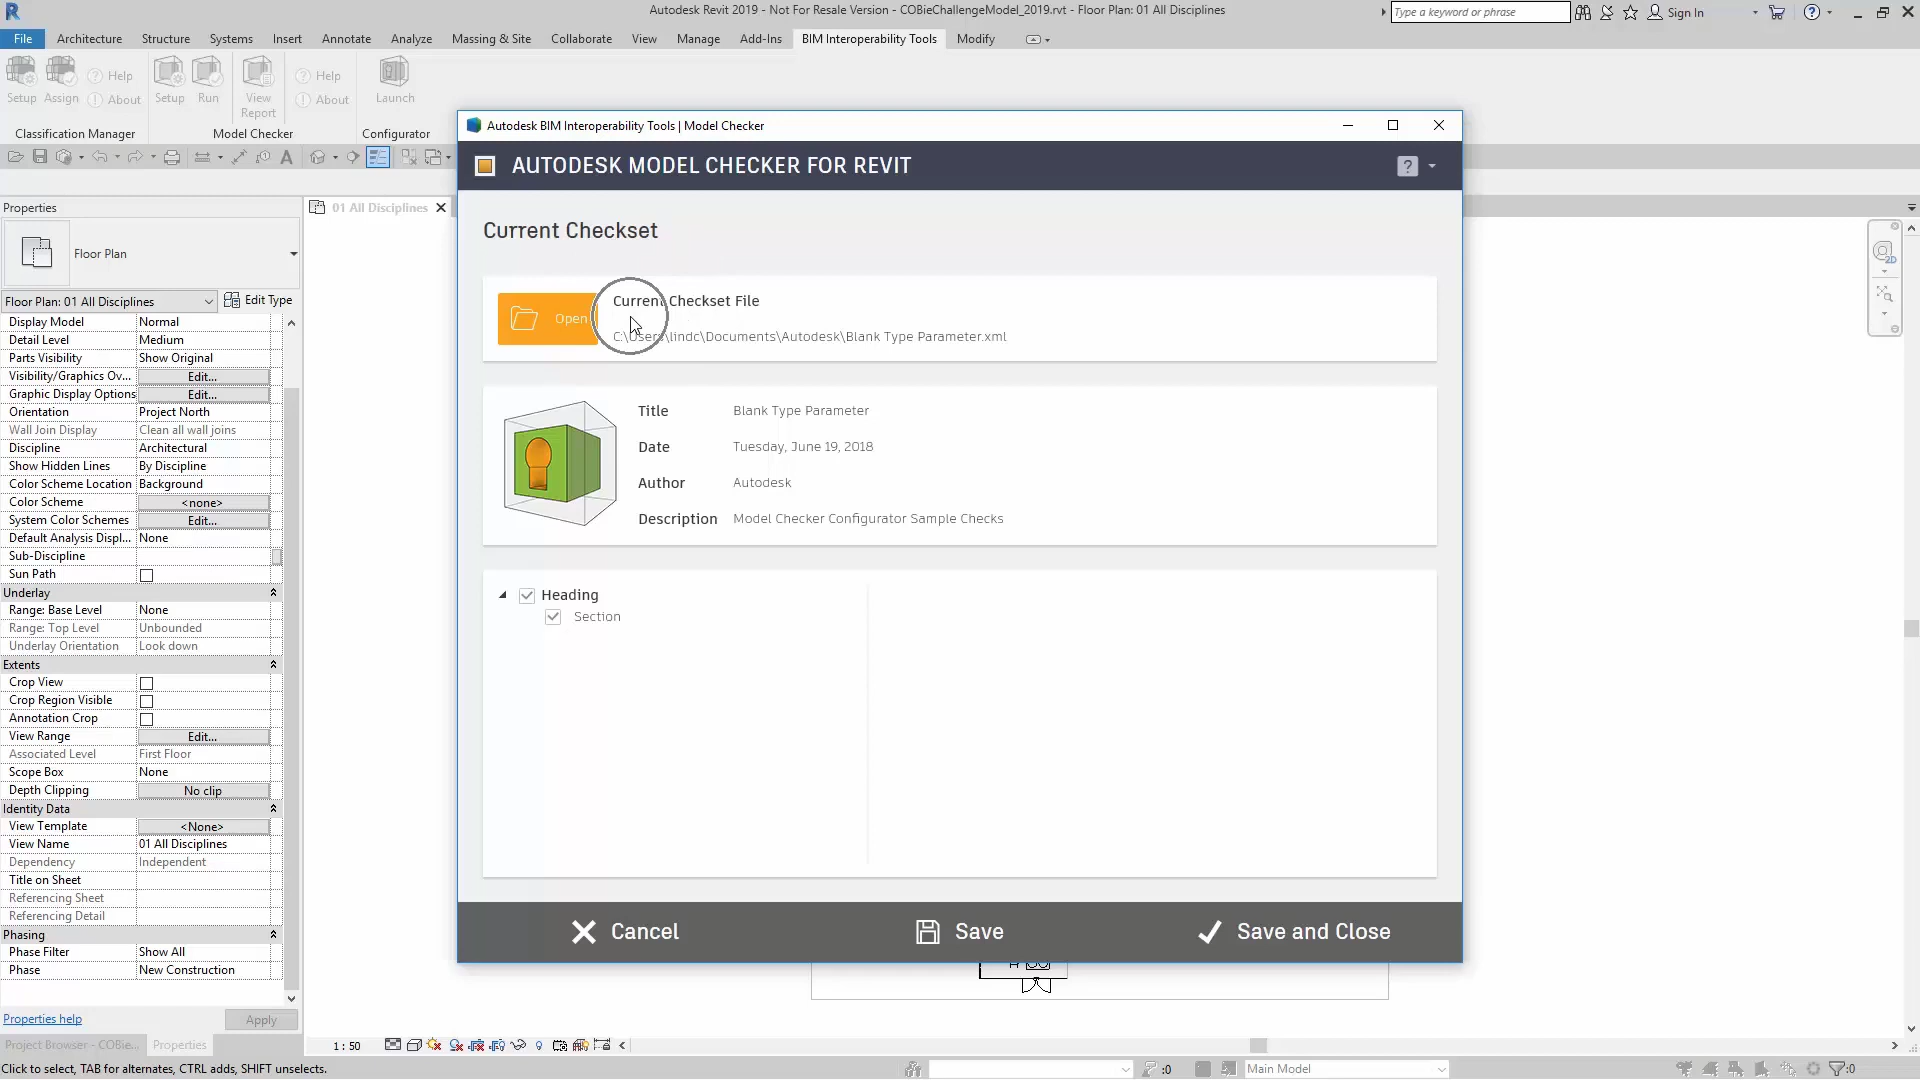 Autodesk Revit 2019 - Not For Resale Version - COBieChallengeModel_2019.rvt - Floor Plan: 01 All Disciplines
Type a keyword or phrase
Sign In
File Architecture Structure Systems Insert Annotate Analyze Massing & Site Collaborate View Manage Add-Ins BIM Interoperability Tools Modify
Setup Assign Help About
Setup Run View Report Help About
Launch
Classification Manager Model Checker Configurator
Autodesk BIM Interoperability Tools | Model Checker
AUTODESK MODEL CHECKER FOR REVIT
Current Checkset
Open
Current Checkset File
C:\Users\lindc\Documents\Autodesk\Blank Type Parameter.xml
Title Blank Type Parameter
Date Tuesday, June 19, 2018
Author Autodesk
Description Model Checker Configurator Sample Checks
Heading
Section
Cancel Save Save and Close
Properties
01 All Disciplines
2D
Floor Plan
Floor Plan: 01 All Disciplines Edit Type
Display Model Normal
Detail Level Medium
Parts Visibility Show Original
Visibility/Graphics Ov... Edit...
Graphic Display Options Edit...
Orientation Project North
Wall Join Display Clean all wall joins
Discipline Architectural
Show Hidden Lines By Discipline
Color Scheme Location Background
Color Scheme <none>
System Color Schemes Edit...
Default Analysis Displ... None
Sub-Discipline
Sun Path
Underlay
Range: Base Level None
Range: Top Level Unbounded
Underlay Orientation Look down
Extents
Crop View
Crop Region Visible
Annotation Crop
View Range Edit...
Associated Level First Floor
Scope Box None
Depth Clipping No clip
Identity Data
View Template <None>
View Name 01 All Disciplines
Dependency Independent
Title on Sheet
Referencing Sheet
Referencing Detail
Phasing
Phase Filter Show All
Phase New Construction
Properties help Apply
Project Browser - COBie... Properties
1 : 50
Click to select, TAB for alternates, CTRL adds, SHIFT unselects.
:0
Main Model
:0